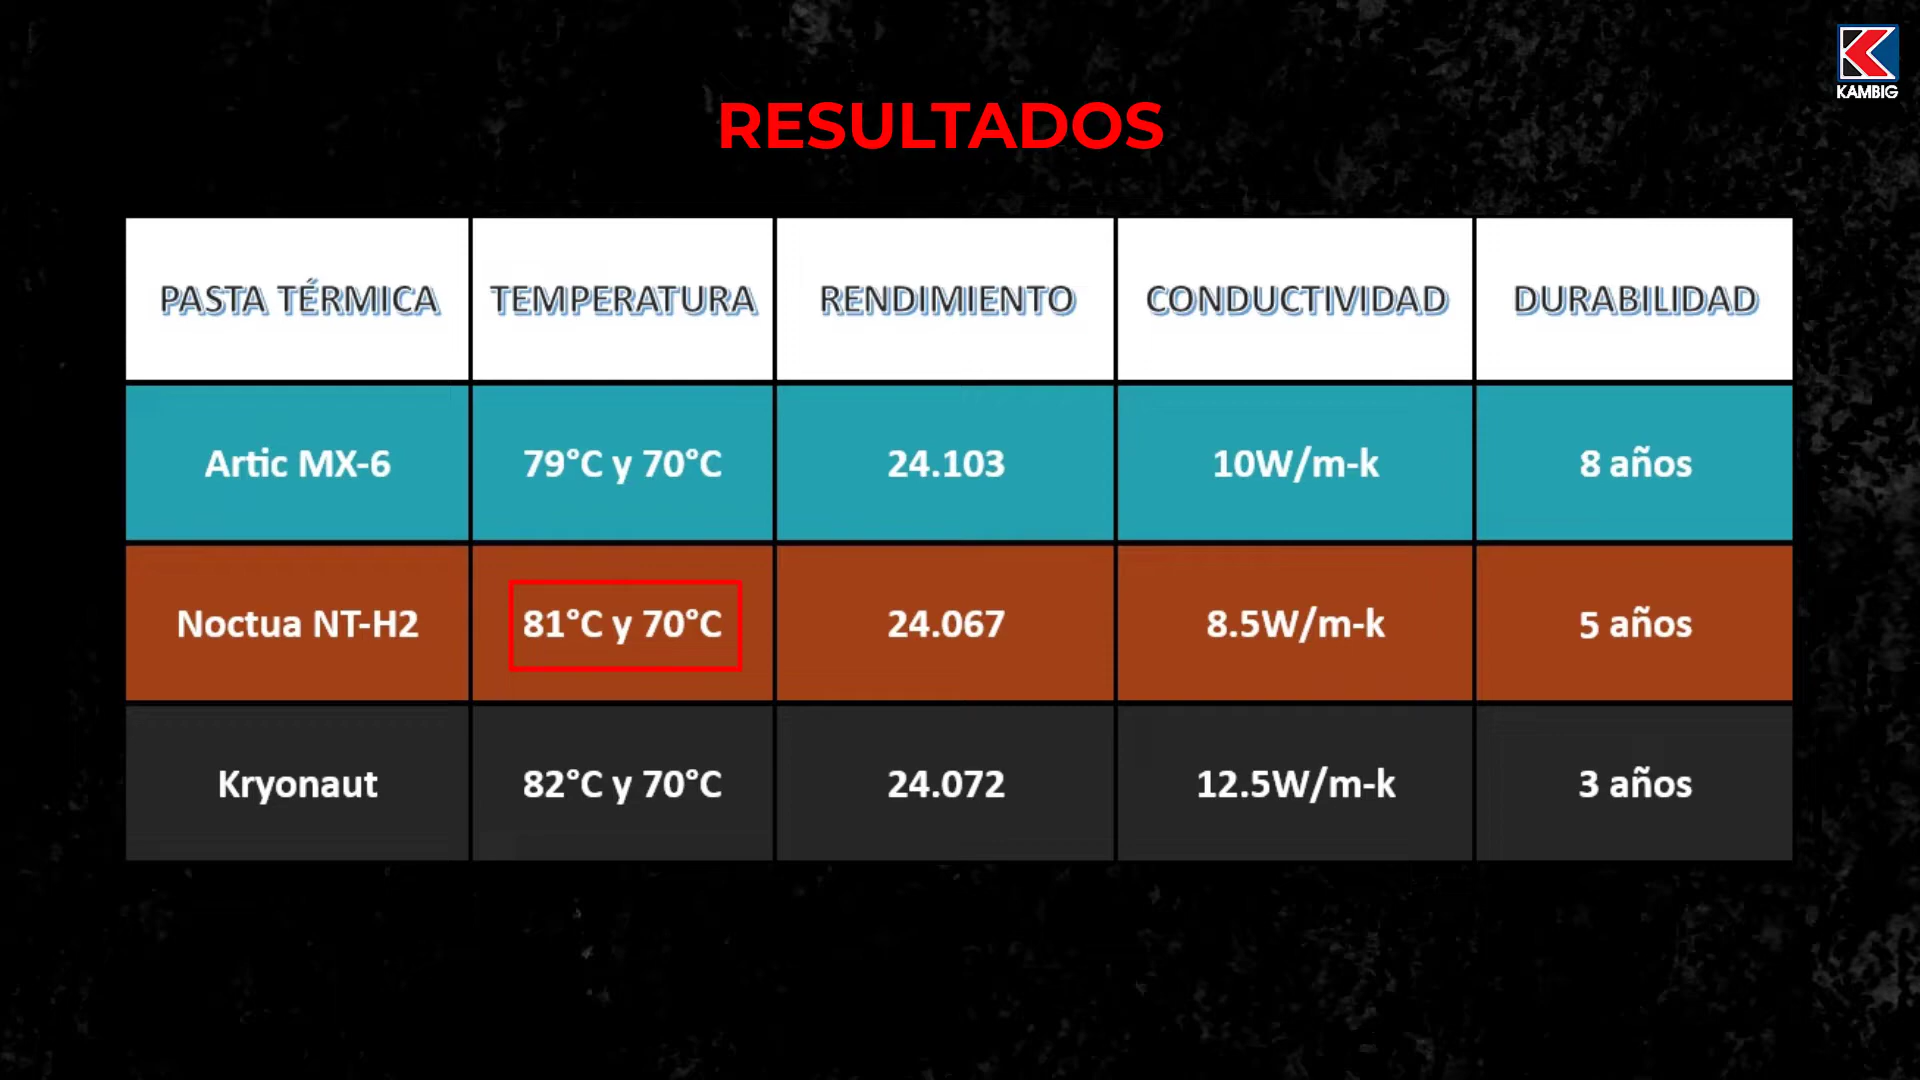 KAMBIG
RESULTADOS
PASTA TÉRMICA TEMPERATURA RENDIMIENTO CONDUCTIVIDAD DURABILIDAD
Artic MX-6 79°C y 70°C 24.103 10W/m-k 8 años
Noctua NT-H2 81°C y 70°C 24.067 8.5W/m-k 5 años
Kryonaut 82°C y 70°C 24.072 12.5W/m-k 3 años